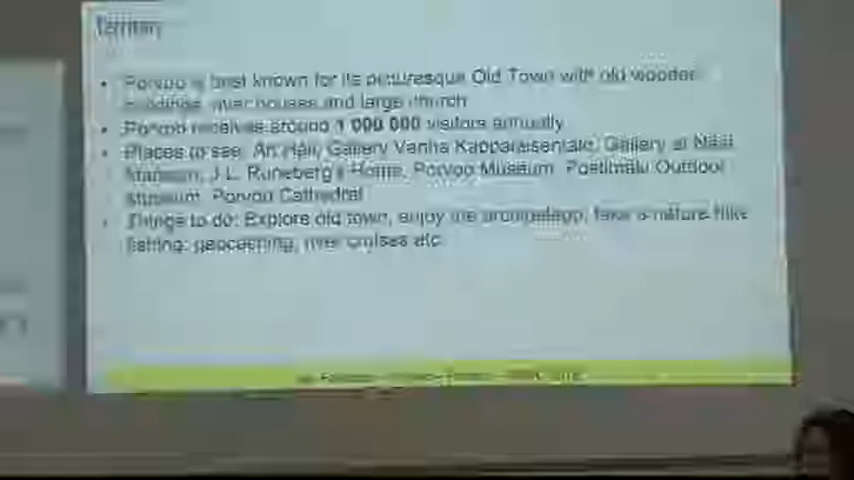 Tourism
• Porvoo is best known for its picturesque Old Town with old wooden
buildings, river houses and large church
• Porvoo receives around 1 000 000 visitors annually
• Places to see: Art Hall, Gallery Vanha Kappalaisentalo, Gallery at Näsi
Manson, J.L. Runeberg's Home, Porvoo Museum, Postimäki Outdoor
Museum, Porvoo Cathedral
• Things to do: Explore old town, enjoy the archipelago, take a nature hike
fishing, geocaching, river cruises etc.